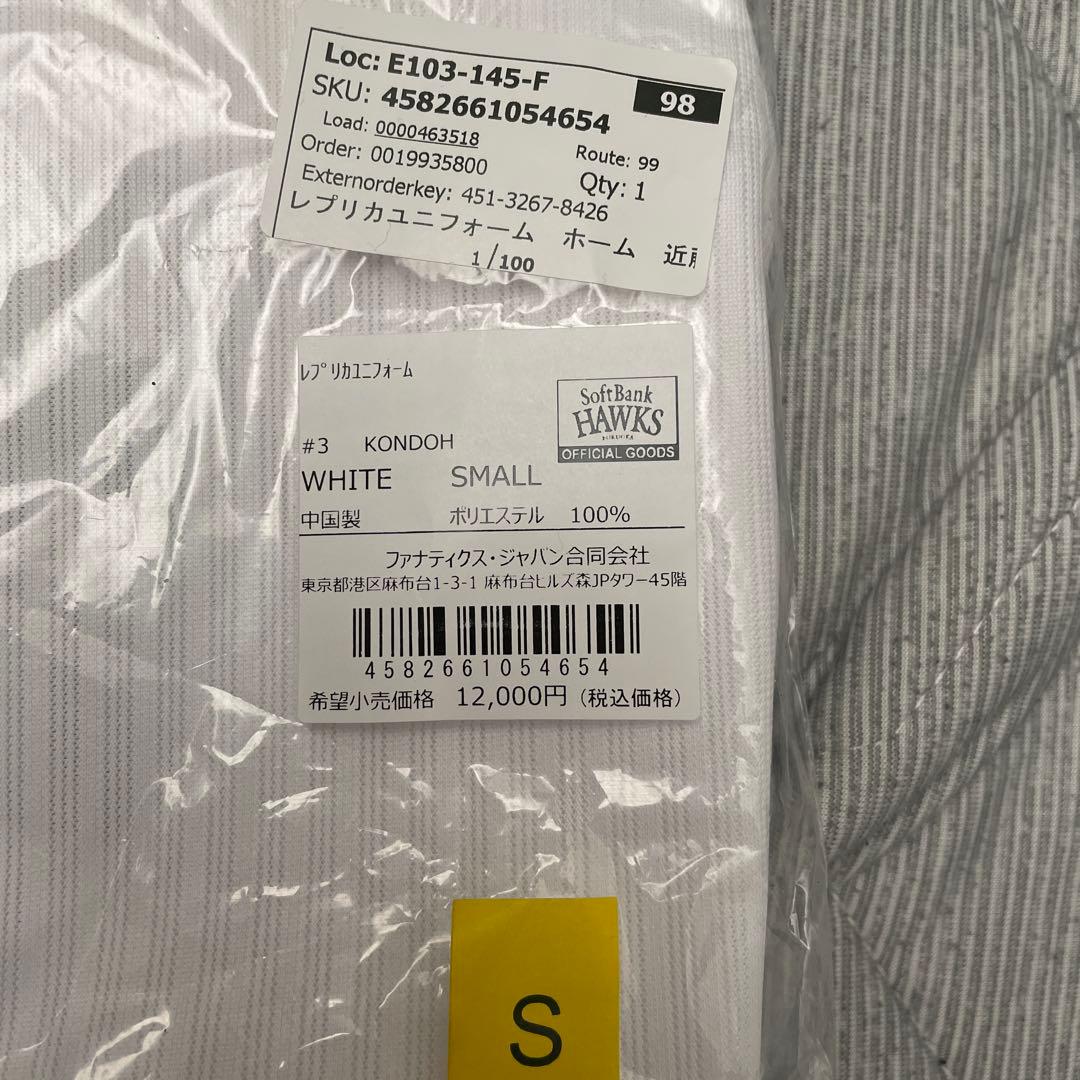 Loc: E103-145-F
98
SKU: 4582661054654
Load: 0000463518
Route: 99
Order: 0019935800
Qty: 1
Externorderkey: 451-3267-8426
レプリカユニフォーム　ホーム　近
1/100
ﾚﾌﾟﾘｶﾕﾆﾌｫｰﾑ
SoftBank
HAWKS
OFFICIAL GOODS
#3 KONDOH
WHITE SMALL
中国製 ポリエステル 100%
ファナティクス・ジャパン合同会社
東京都港区麻布台1-3-1 麻布台ヒルズ森JPタワー45階
4582661054654
希望小売価格 12,000円（税込価格）
S